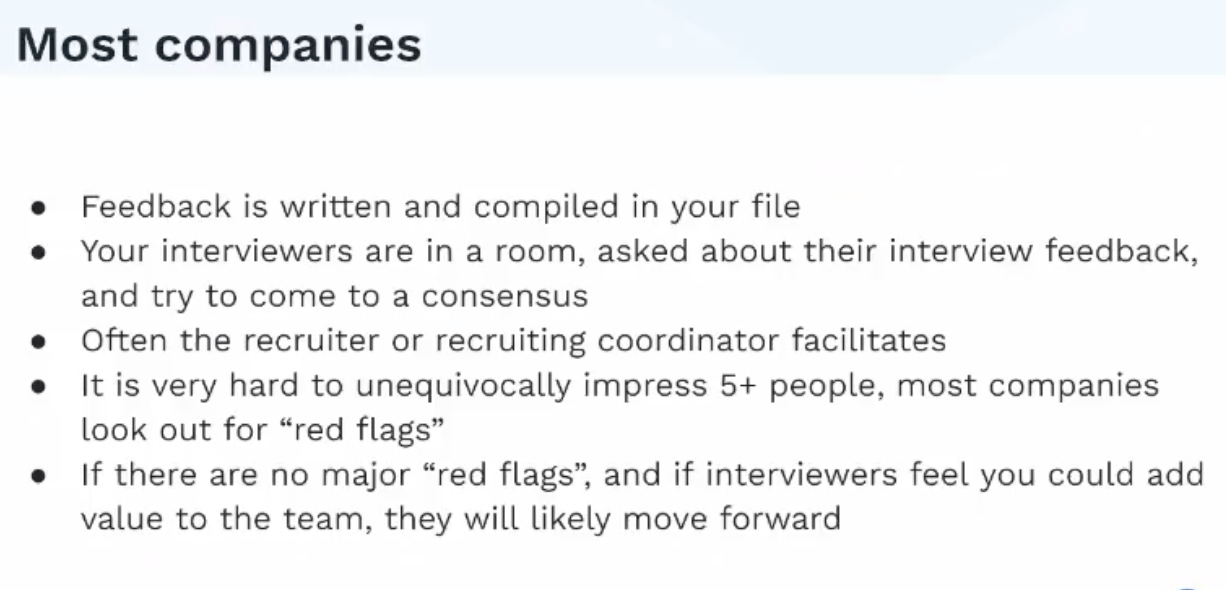 Most companies
● Feedback is written and compiled in your file
● Your interviewers are in a room, asked about their interview feedback,
and try to come to a consensus
● Often the recruiter or recruiting coordinator facilitates
● It is very hard to unequivocally impress 5+ people, most companies
look out for “red flags”
● If there are no major “red flags”, and if interviewers feel you could add
value to the team, they will likely move forward